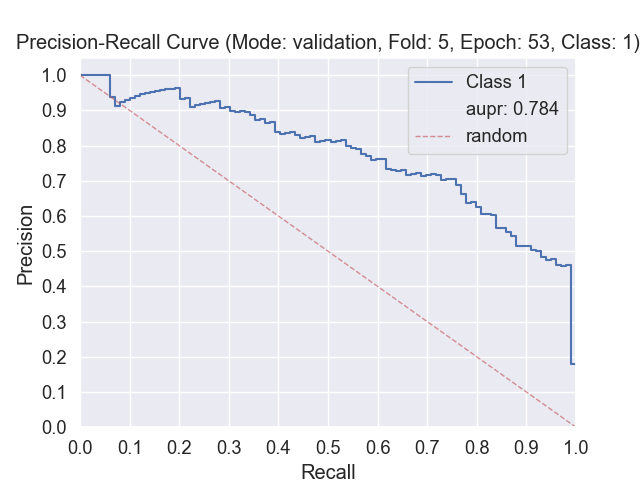 Precision-Recall Curve (Mode: validation, Fold: 5, Epoch: 53, Class: 1)
Class 1
aupr: 0.784
random
Precision
1.0
0.9
0.8
0.7
0.6
0.5
0.4
0.3
0.2
0.1
0.0
0.0 0.1 0.2 0.3 0.4 0.5 0.6 0.7 0.8 0.9 1.0
Recall